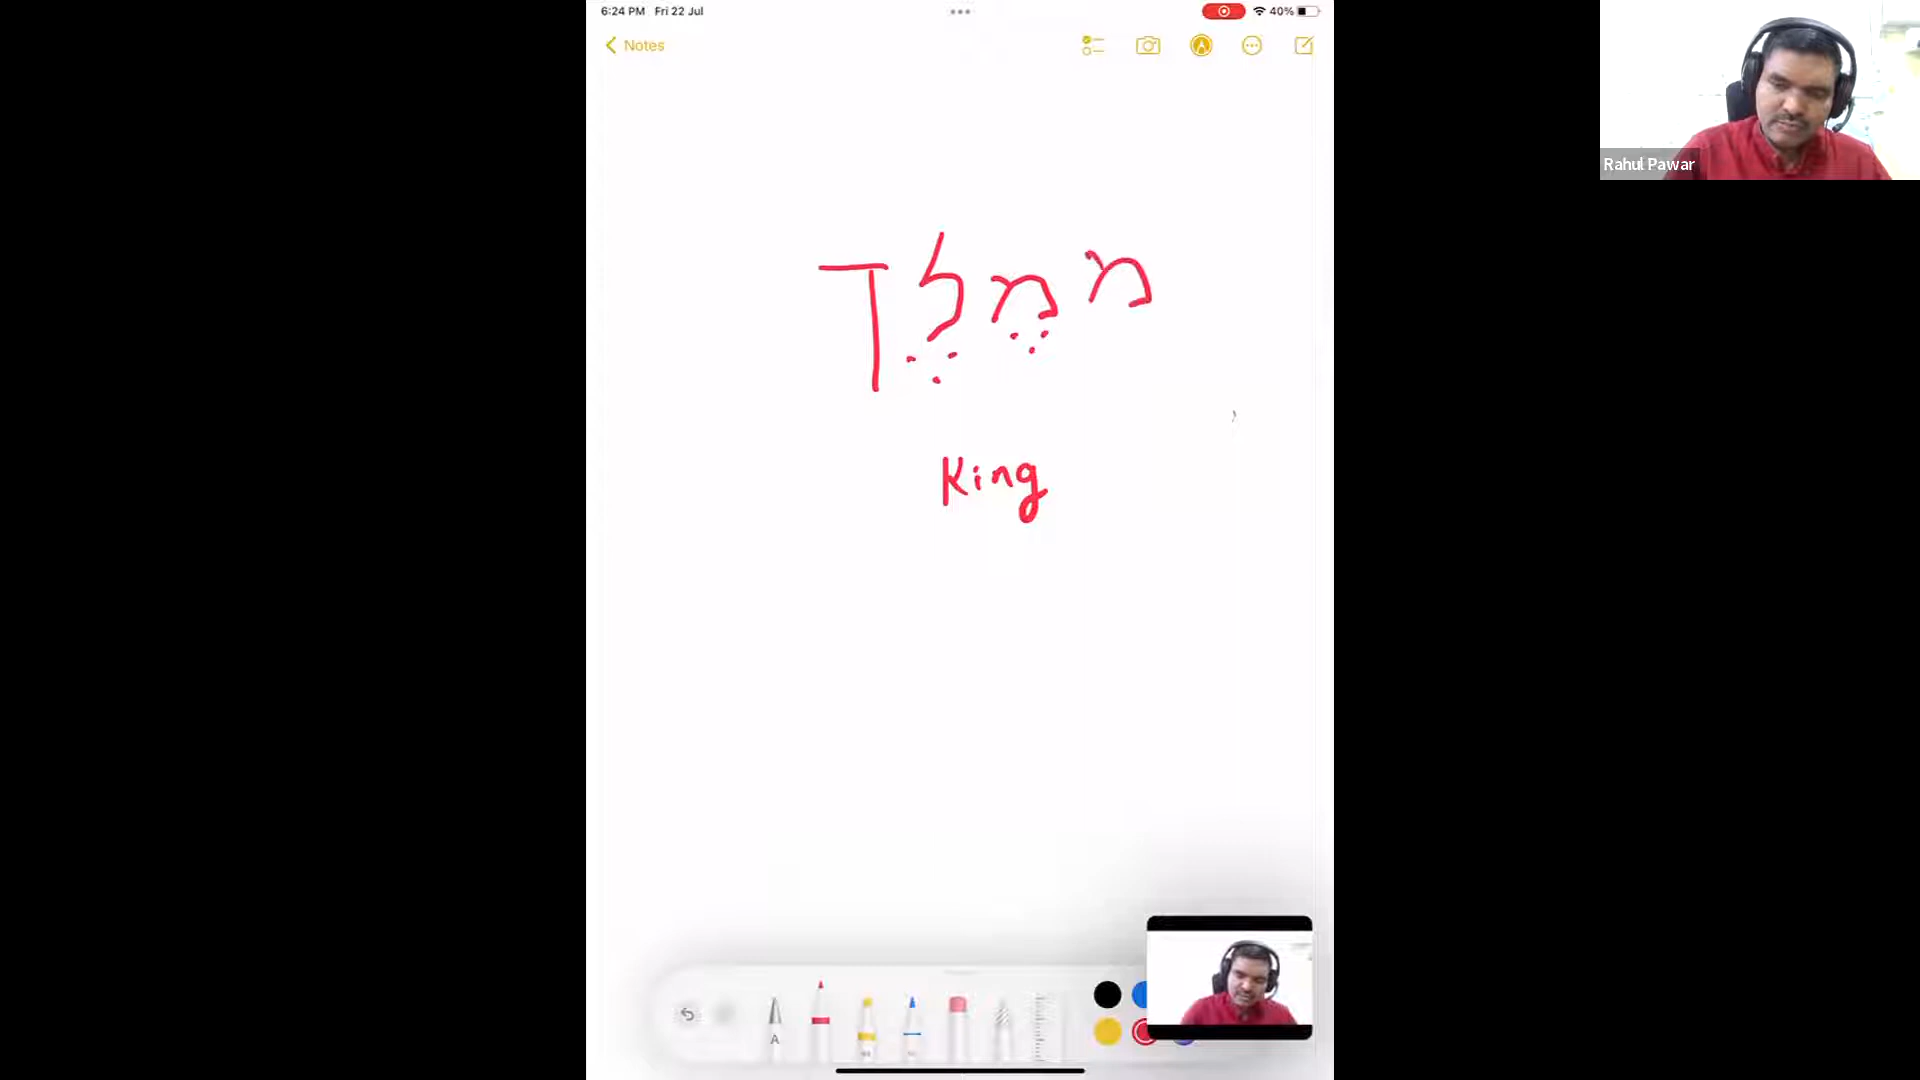 6:24 PM Fri 22 Jul
40%
Notes
Rahul Pawar
ממֶלֶך
King
A